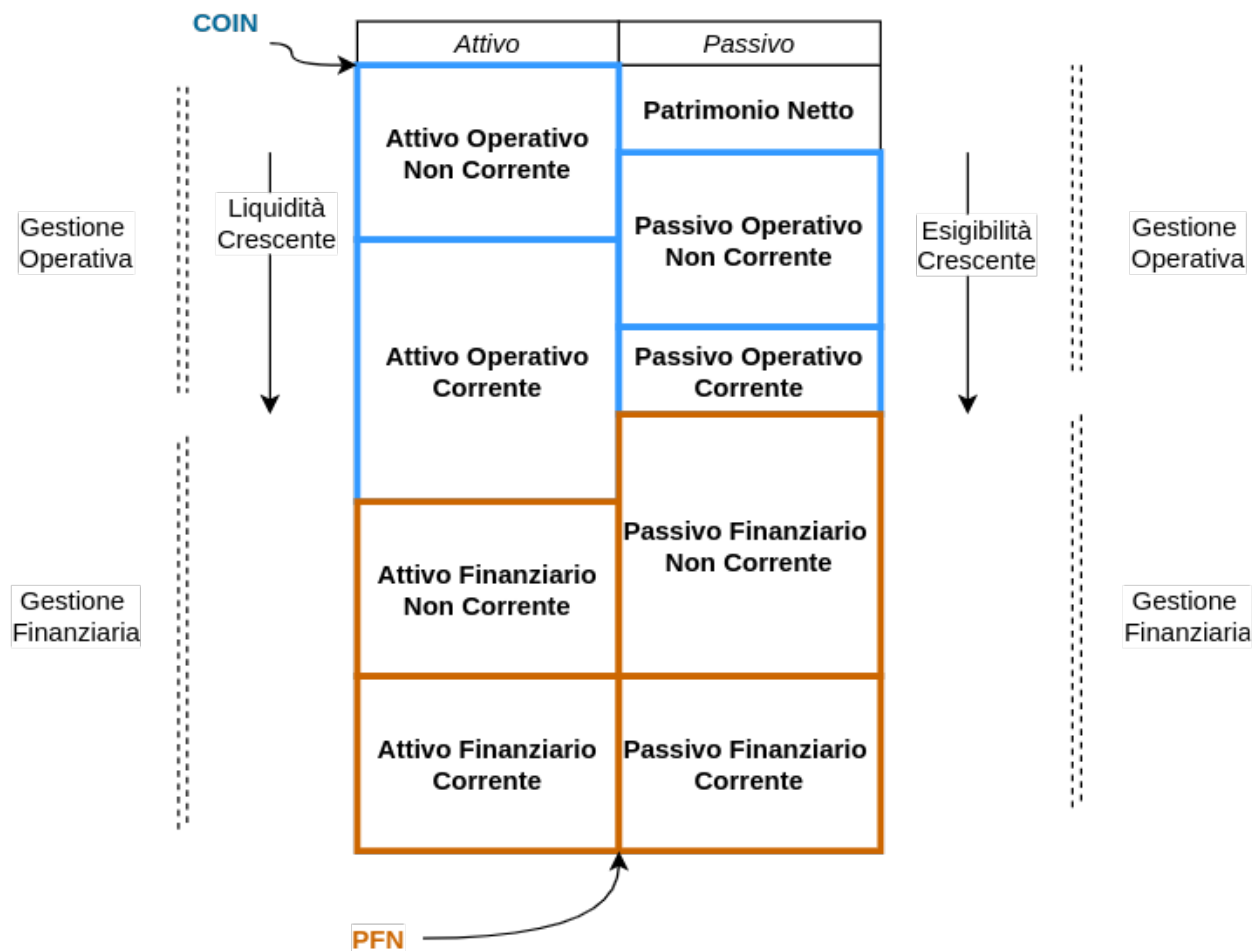 COIN
Attivo
Passivo
Patrimonio Netto
Attivo Operativo
Non Corrente
Liquidità
Crescente
Gestione
Operativa
Passivo Operativo
Non Corrente
Esigibilità
Crescente
Gestione
Operativa
Attivo Operativo
Corrente
Passivo Operativo
Corrente
Passivo Finanziario
Non Corrente
Attivo Finanziario
Non Corrente
Gestione
Finanziaria
Gestione
Finanziaria
Attivo Finanziario
Corrente
Passivo Finanziario
Corrente
PFN